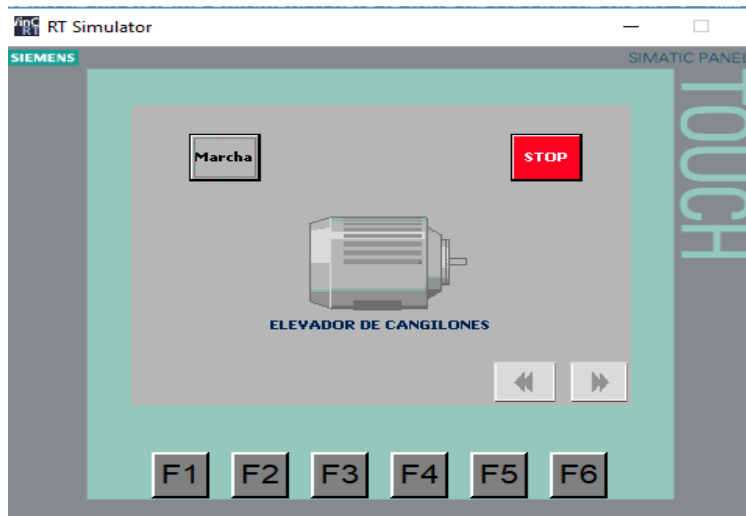 RT Simulator
SIEMENS
SIMATIC PANEL
TOUCH
Marcha
STOP
ELEVADOR DE CANGILONES
F1 F2 F3 F4 F5 F6